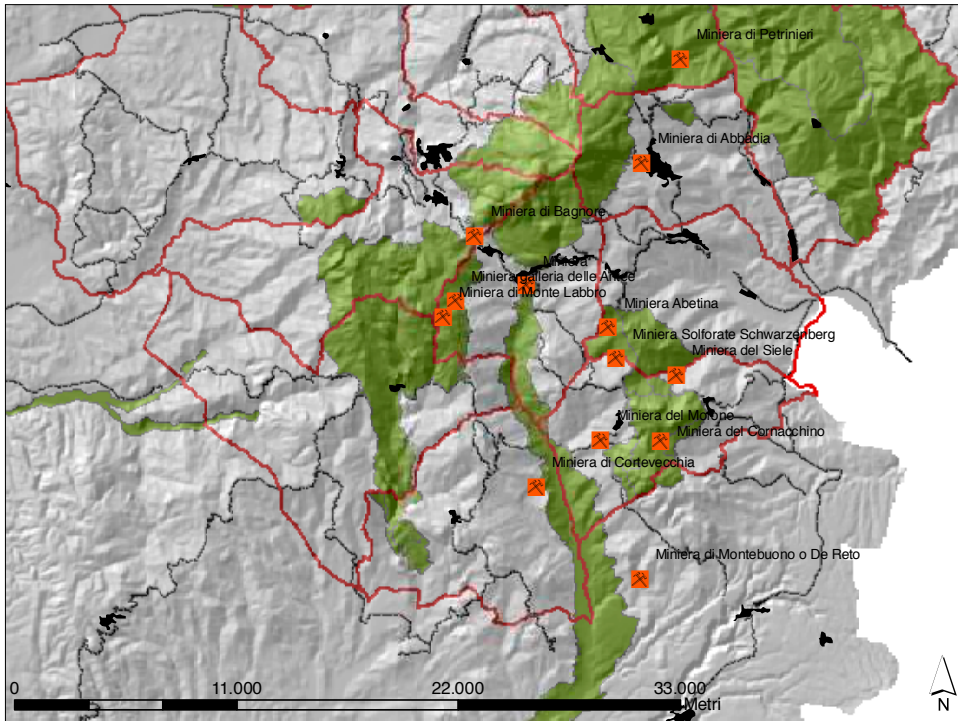 Miniera di Petrinieri
Miniera di Abbadia
Miniera di Bagnore
Miniera
Miniera galleria delle Arnee
Miniera di Monte Labbro
Miniera Abetina
Miniera Solforate Schwarzenberg
Miniera del Siele
Miniera del Morone
Miniera del Cornacchino
Miniera di Cortevecchia
Miniera di Montebuono o De Reto
0 11.000 22.000 33.000
Metri
N